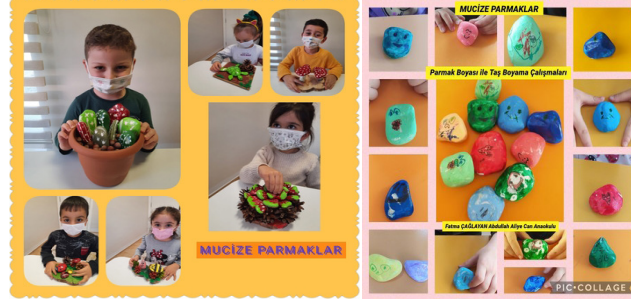 MUCİZE PARMAKLAR
MUCİZE PARMAKLAR
Parmak Boyası ile Taş Boyama Çalışmaları
Fatma ÇAĞLAYAN Abdullah Aliye Can Anaokulu
PIC•COLLAGE